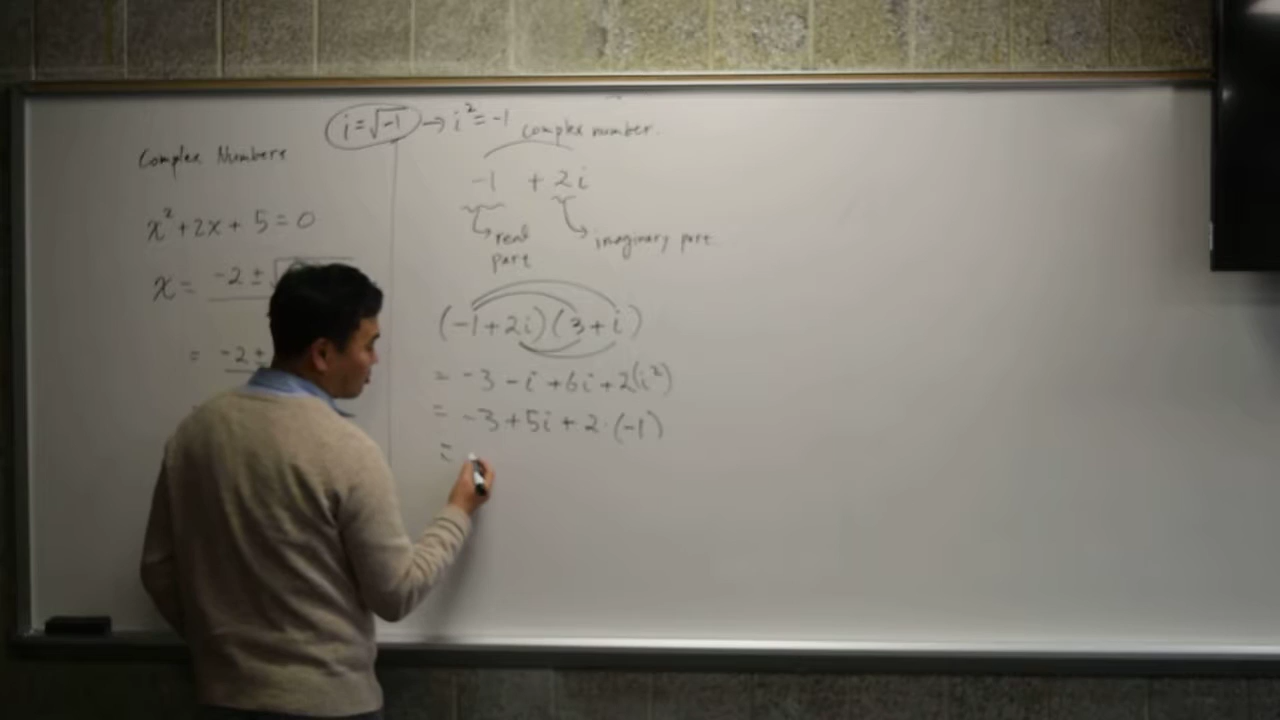 i = √-1 → i² = -1
complex number.
Complex Numbers
-1 + 2i
x² + 2x + 5 = 0
real part
imaginary part
x = -2 ± √
(-1+2i)(3+i)
= -2 ±
= -3 - i + 6i + 2(i²)
= -3 + 5i + 2·(-1)
=